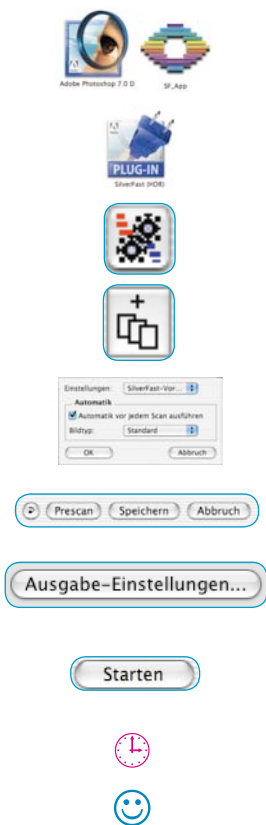 Adobe Photoshop 7.0 D
SF_App
PLUG-IN
SilverFast (HDR)
+
Einstellungen: SilverFast-Vor...
Automatik
Automatik vor jedem Scan ausführen
Bildtyp: Standard
OK Abbruch
Prescan Speichern Abbruch
Ausgabe-Einstellungen...
Starten